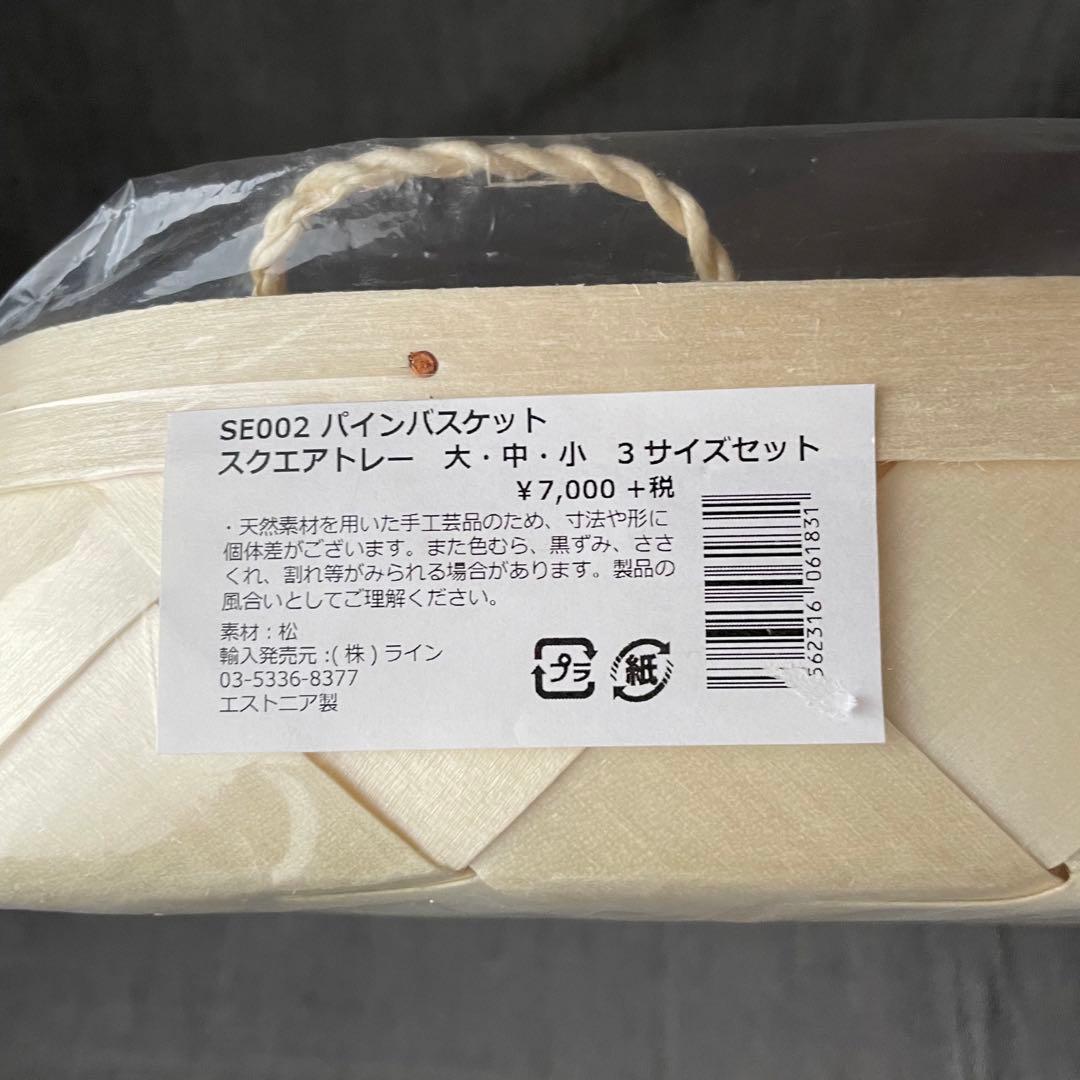 SE002 パインバスケット
スクエアトレー　大・中・小　3サイズセット
￥7,000 +税
・天然素材を用いた手工芸品のため、寸法や形に
個体差がございます。また色むら、黒ずみ、ささ
くれ、割れ等がみられる場合があります。製品の
風合いとしてご理解ください。
素材：松
輸入発売元:(株)ライン
03-5336-8377
エストニア製
プラ
紙
562316 061831